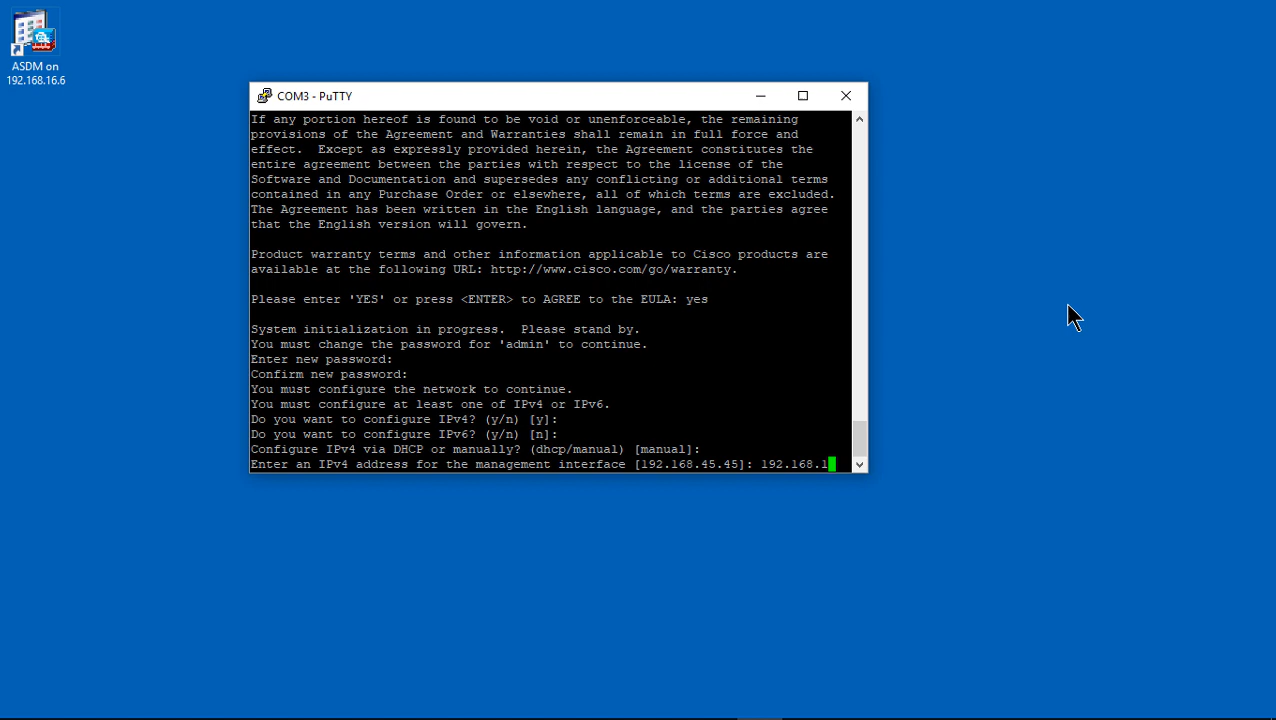 ASDM on
192.168.16.6
COM3 - PuTTY
If any portion hereof is found to be void or unenforceable, the remaining
provisions of the Agreement and Warranties shall remain in full force and
effect.  Except as expressly provided herein, the Agreement constitutes the
entire agreement between the parties with respect to the license of the
Software and Documentation and supersedes any conflicting or additional terms
contained in any Purchase Order or elsewhere, all of which terms are excluded.
The Agreement has been written in the English language, and the parties agree
that the English version will govern.
Product warranty terms and other information applicable to Cisco products are
available at the following URL: http://www.cisco.com/go/warranty.
Please enter 'YES' or press <ENTER> to AGREE to the EULA: yes
System initialization in progress.  Please stand by.
You must change the password for 'admin' to continue.
Enter new password:
Confirm new password:
You must configure the network to continue.
You must configure at least one of IPv4 or IPv6.
Do you want to configure IPv4? (y/n) [y]:
Do you want to configure IPv6? (y/n) [n]:
Configure IPv4 via DHCP or manually? (dhcp/manual) [manual]:
Enter an IPv4 address for the management interface [192.168.45.45]: 192.168.1